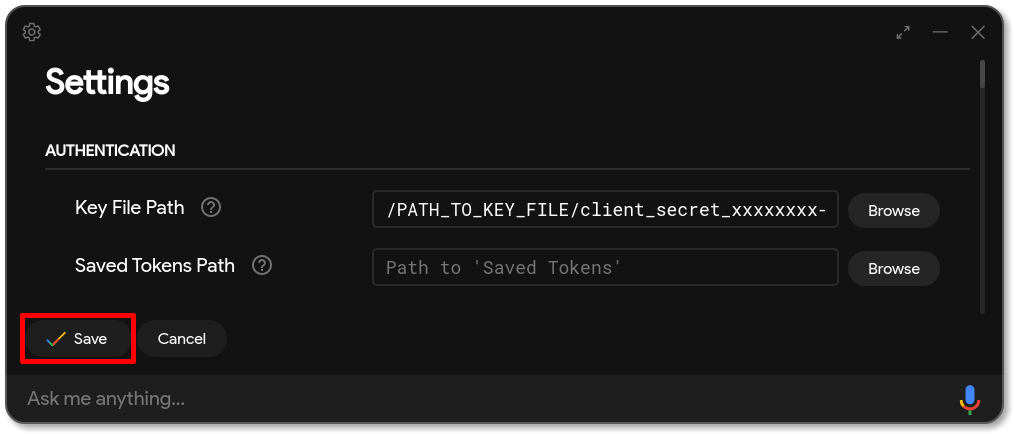 Settings
AUTHENTICATION
Key File Path ? /PATH_TO_KEY_FILE/client_secret_xxxxxxxx- Browse
Saved Tokens Path ? Path to 'Saved Tokens' Browse
Save Cancel
Ask me anything...